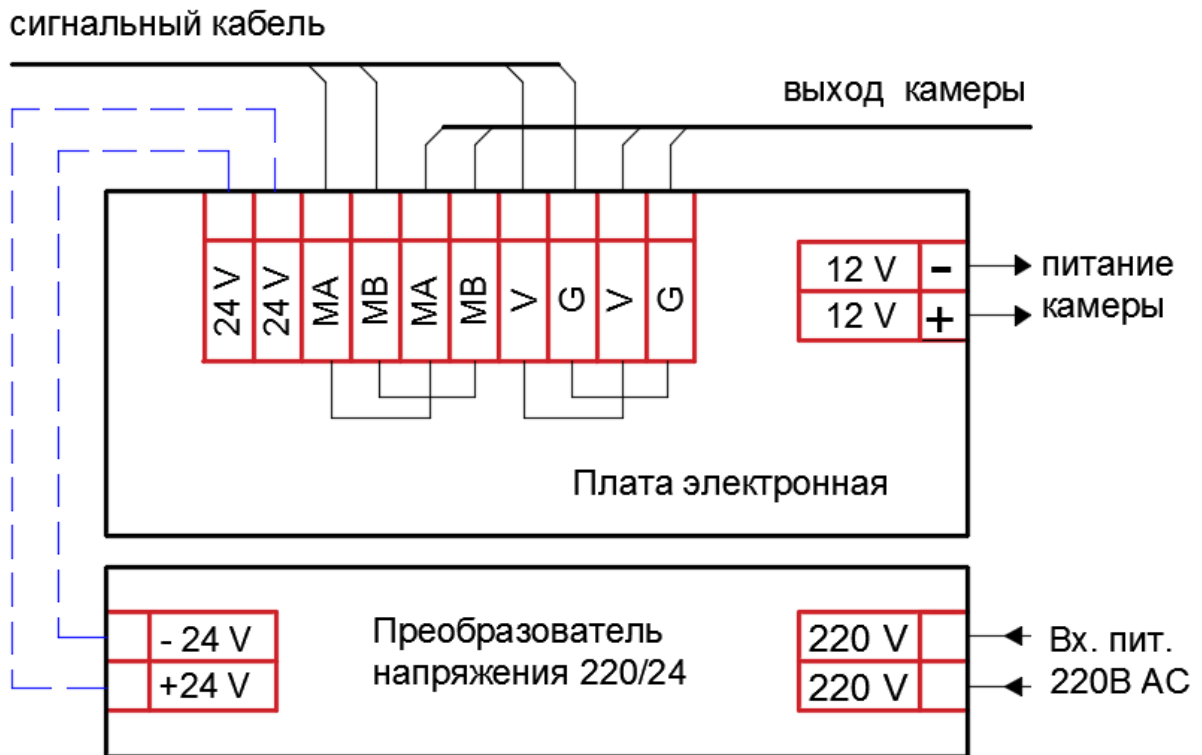 сигнальный кабель
выход камеры
24 V
24 V
MA
MB
MA
MB
V
G
V
G
12 V -
12 V +
питание
камеры
Плата электронная
- 24 V
+24 V
Преобразователь
напряжения 220/24
220 V
220 V
Вх. пит.
220В AC